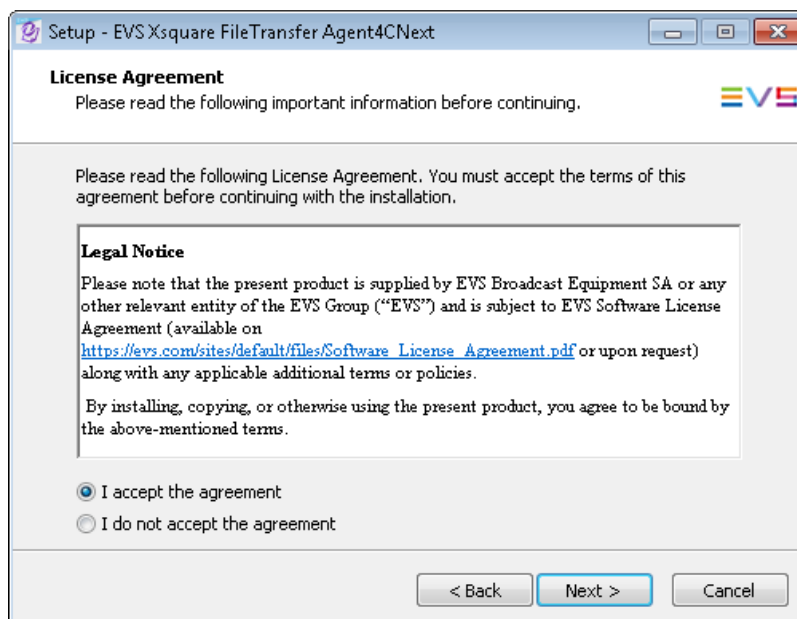 Setup - EVS Xsquare FileTransfer Agent4CNext
License Agreement
Please read the following important information before continuing.
EVS
Please read the following License Agreement. You must accept the terms of this
agreement before continuing with the installation.
Legal Notice
Please note that the present product is supplied by EVS Broadcast Equipment SA or any
other relevant entity of the EVS Group (“EVS”) and is subject to EVS Software License
Agreement (available on
https://evs.com/sites/default/files/Software_License_Agreement.pdf or upon request)
along with any applicable additional terms or policies.
By installing, copying, or otherwise using the present product, you agree to be bound by
the above-mentioned terms.
I accept the agreement
I do not accept the agreement
< Back Next > Cancel